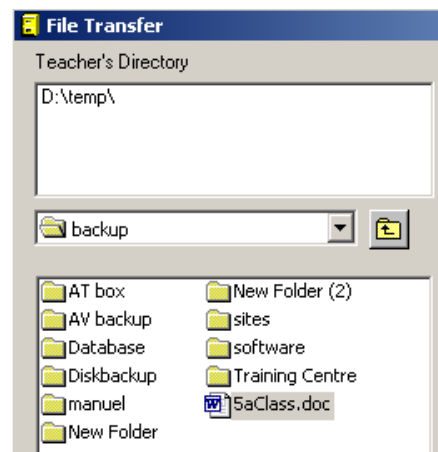 File Transfer
Teacher's Directory
D:\temp\
backup
AT box
AV backup
Database
Diskbackup
manuel
New Folder
New Folder (2)
sites
software
Training Centre
5aClass.doc